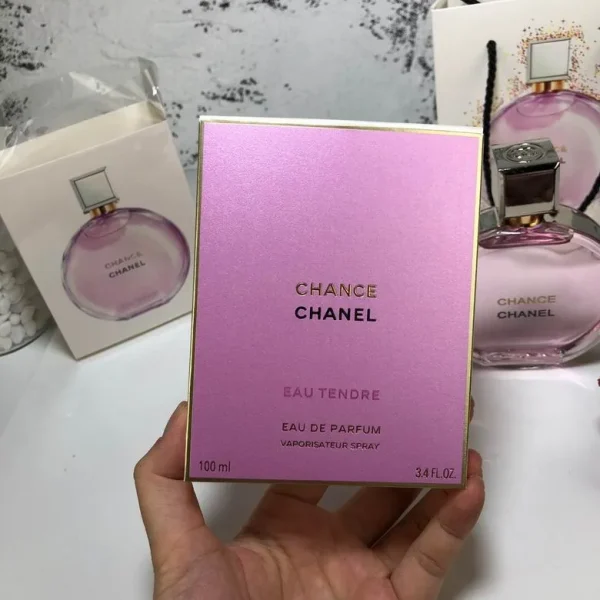 CHANCE
CHANEL
EAU TENDRE
EAU DE PARFUM
VAPORISATEUR SPRAY
100 ml
3.4 FL.OZ.
CHANCE
CHANEL
CHANCE
CHANEL